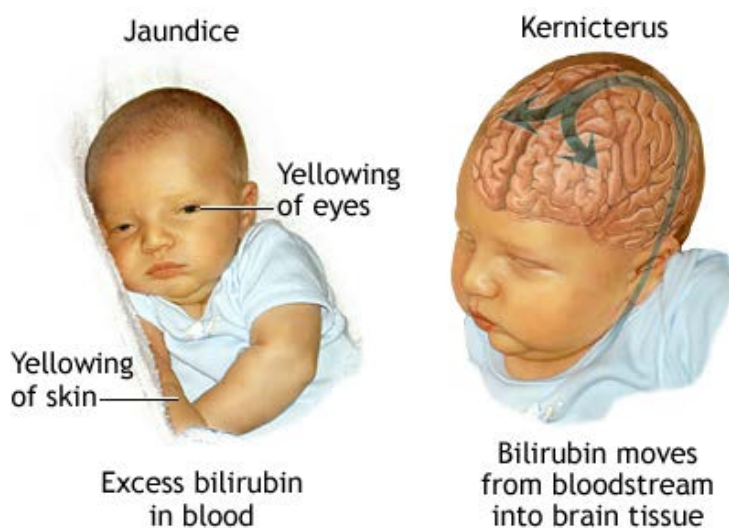 Jaundice
Yellowing
of eyes
Yellowing
of skin
Excess bilirubin
in blood
Kernicterus
Bilirubin moves
from bloodstream
into brain tissue